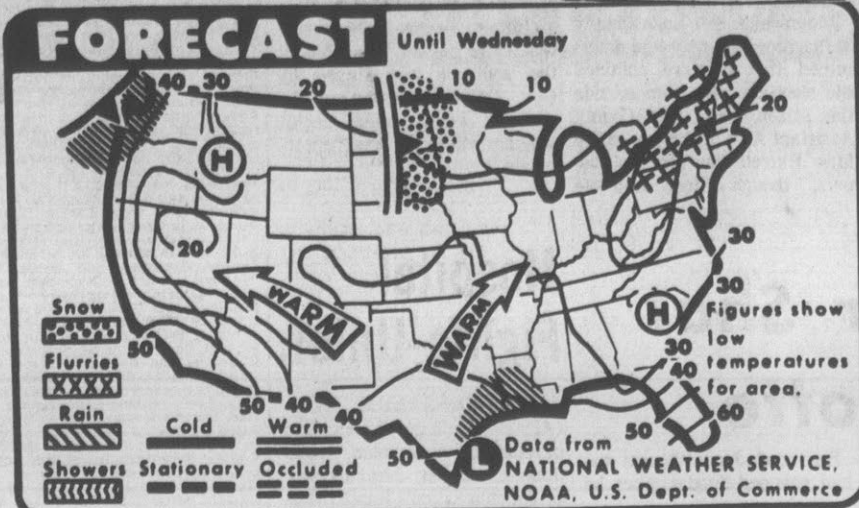 FORECAST
Until Wednesday
40 30 20 10 10 20
H
20
WARM
WARM
30
30
H
Figures show
low
temperatures
for area.
30
40
60
50
50 50 40 40 50
L
Snow
Flurries
XXXX
Rain
Showers
Cold Warm
Stationary Occluded
Data from
NATIONAL WEATHER SERVICE,
NOAA, U.S. Dept. of Commerce